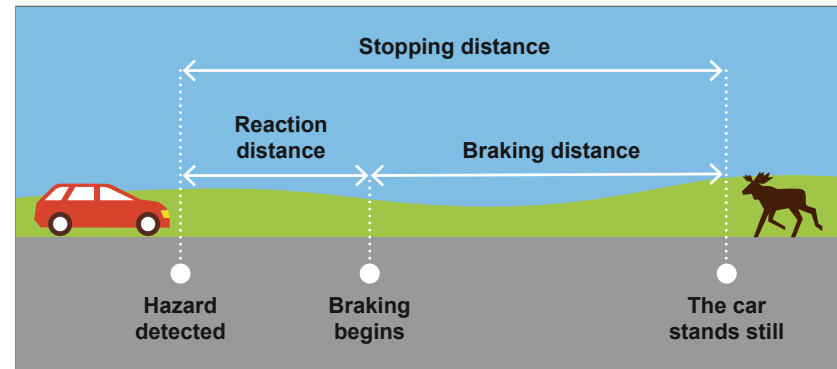 Stopping distance
Reaction
distance
Braking distance
Hazard
detected
Braking
begins
The car
stands still